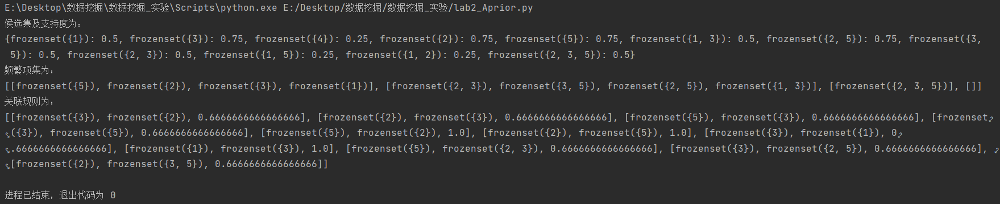 E:\Desktop\数据挖掘\数据挖掘_实验\Scripts\python.exe E:/Desktop/数据挖掘/数据挖掘_实验/lab2_Aprior.py
候选集及支持度为：
{frozenset({1}): 0.5, frozenset({3}): 0.75, frozenset({4}): 0.25, frozenset({2}): 0.75, frozenset({5}): 0.75, frozenset({1, 3}): 0.5, frozenset({2, 5}): 0.75, frozenset({3,
5}): 0.5, frozenset({2, 3}): 0.5, frozenset({1, 5}): 0.25, frozenset({1, 2}): 0.25, frozenset({2, 3, 5}): 0.5}
频繁项集为：
[[frozenset({5}), frozenset({2}), frozenset({3}), frozenset({1})], [frozenset({2, 3}), frozenset({3, 5}), frozenset({2, 5}), frozenset({1, 3})], [frozenset({2, 3, 5})], []]
关联规则为：
[[frozenset({3}), frozenset({2}), 0.6666666666666666], [frozenset({2}), frozenset({3}), 0.6666666666666666], [frozenset({5}), frozenset({3}), 0.6666666666666666], [frozenset
({3}), frozenset({5}), 0.6666666666666666], [frozenset({5}), frozenset({2}), 1.0], [frozenset({2}), frozenset({5}), 1.0], [frozenset({3}), frozenset({1}), 0
.6666666666666666], [frozenset({1}), frozenset({3}), 1.0], [frozenset({5}), frozenset({2, 3}), 0.6666666666666666], [frozenset({3}), frozenset({2, 5}), 0.6666666666666666],
[frozenset({2}), frozenset({3, 5}), 0.6666666666666666]]
进程已结束，退出代码为 0